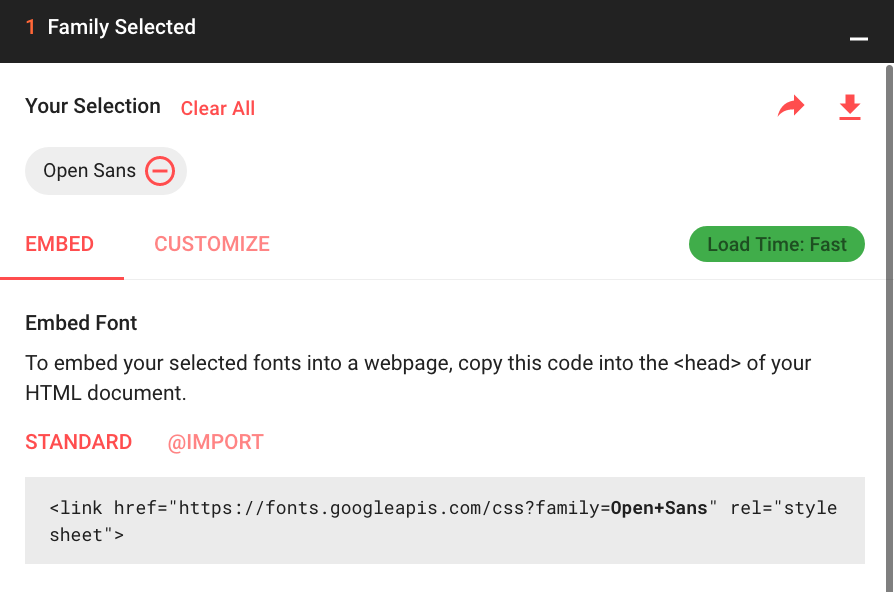 1 Family Selected
Your Selection Clear All
Open Sans
EMBED CUSTOMIZE Load Time: Fast
Embed Font
To embed your selected fonts into a webpage, copy this code into the <head> of your
HTML document.
STANDARD @IMPORT
<link href="https://fonts.googleapis.com/css?family=Open+Sans" rel="style
sheet">